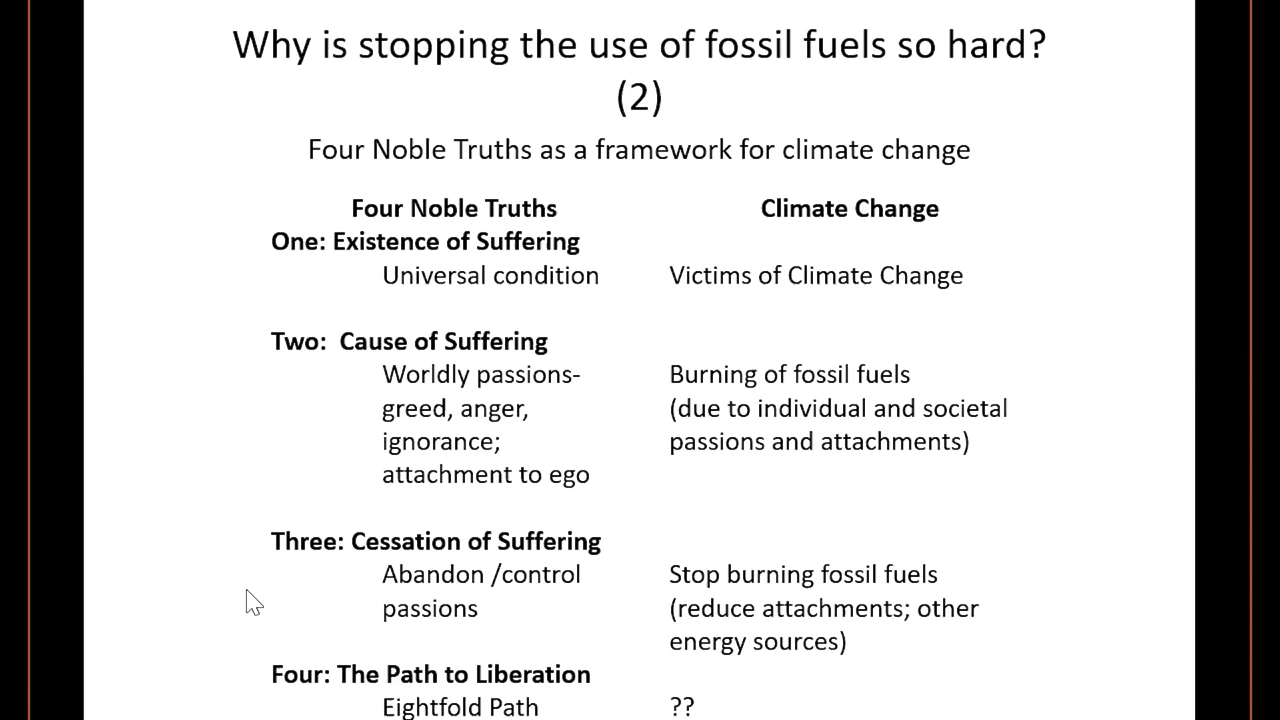 Why is stopping the use of fossil fuels so hard?
(2)
Four Noble Truths as a framework for climate change
Four Noble Truths Climate Change
One: Existence of Suffering
Universal condition Victims of Climate Change
Two: Cause of Suffering
Worldly passions- Burning of fossil fuels
greed, anger, (due to individual and societal
ignorance; passions and attachments)
attachment to ego
Three: Cessation of Suffering
Abandon /control Stop burning fossil fuels
passions (reduce attachments; other
energy sources)
Four: The Path to Liberation
Eightfold Path ??